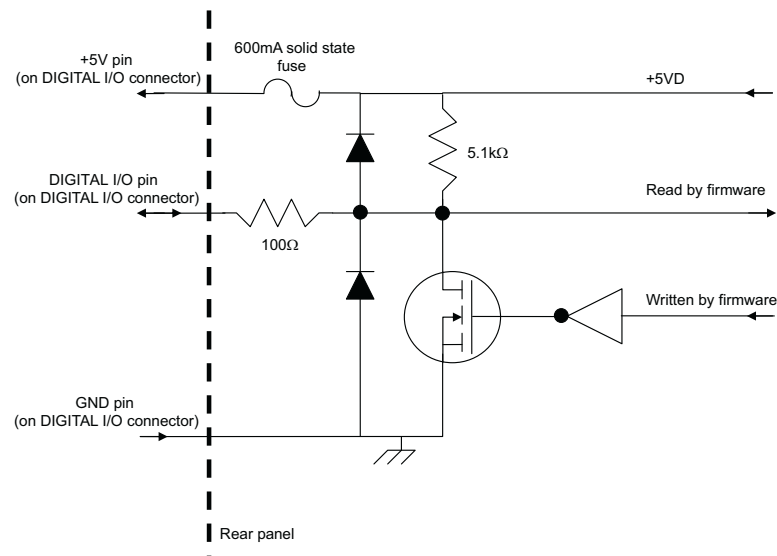 +5V pin
(on DIGITAL I/O connector)
600mA solid state
fuse
+5VD
5.1kΩ
DIGITAL I/O pin
(on DIGITAL I/O connector)
100Ω
Read by firmware
Written by firmware
GND pin
(on DIGITAL I/O connector)
Rear panel